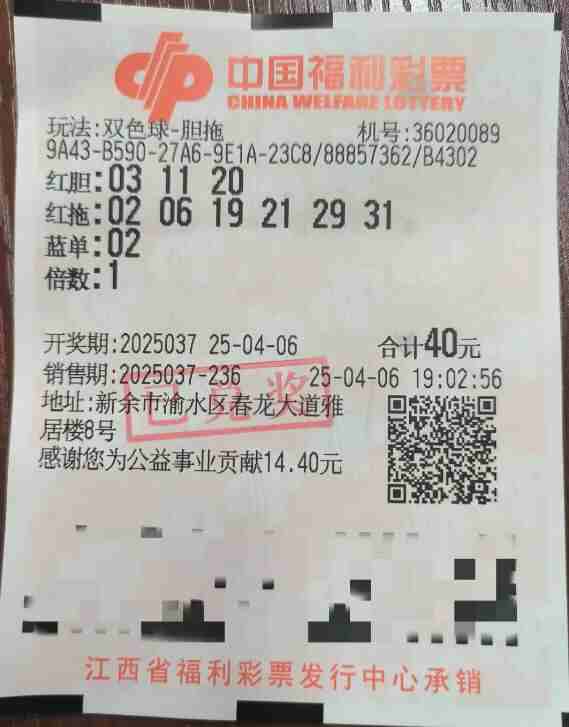 中国福利彩票
CHINA WELFARE LOTTERY
玩法:双色球-胆拖 机号:36020089
9A43-B590-27A6-9E1A-23C8/88857362/B4302
红胆:03 11 20
红拖:02 06 19 21 29 31
蓝单:02
倍数:1
开奖期:2025037 25-04-06 合计40元
销售期:2025037-236 25-04-06 19:02:56
已兑奖
地址:新余市渝水区春龙大道雅
居楼8号
感谢您为公益事业贡献14.40元
江西省福利彩票发行中心承销